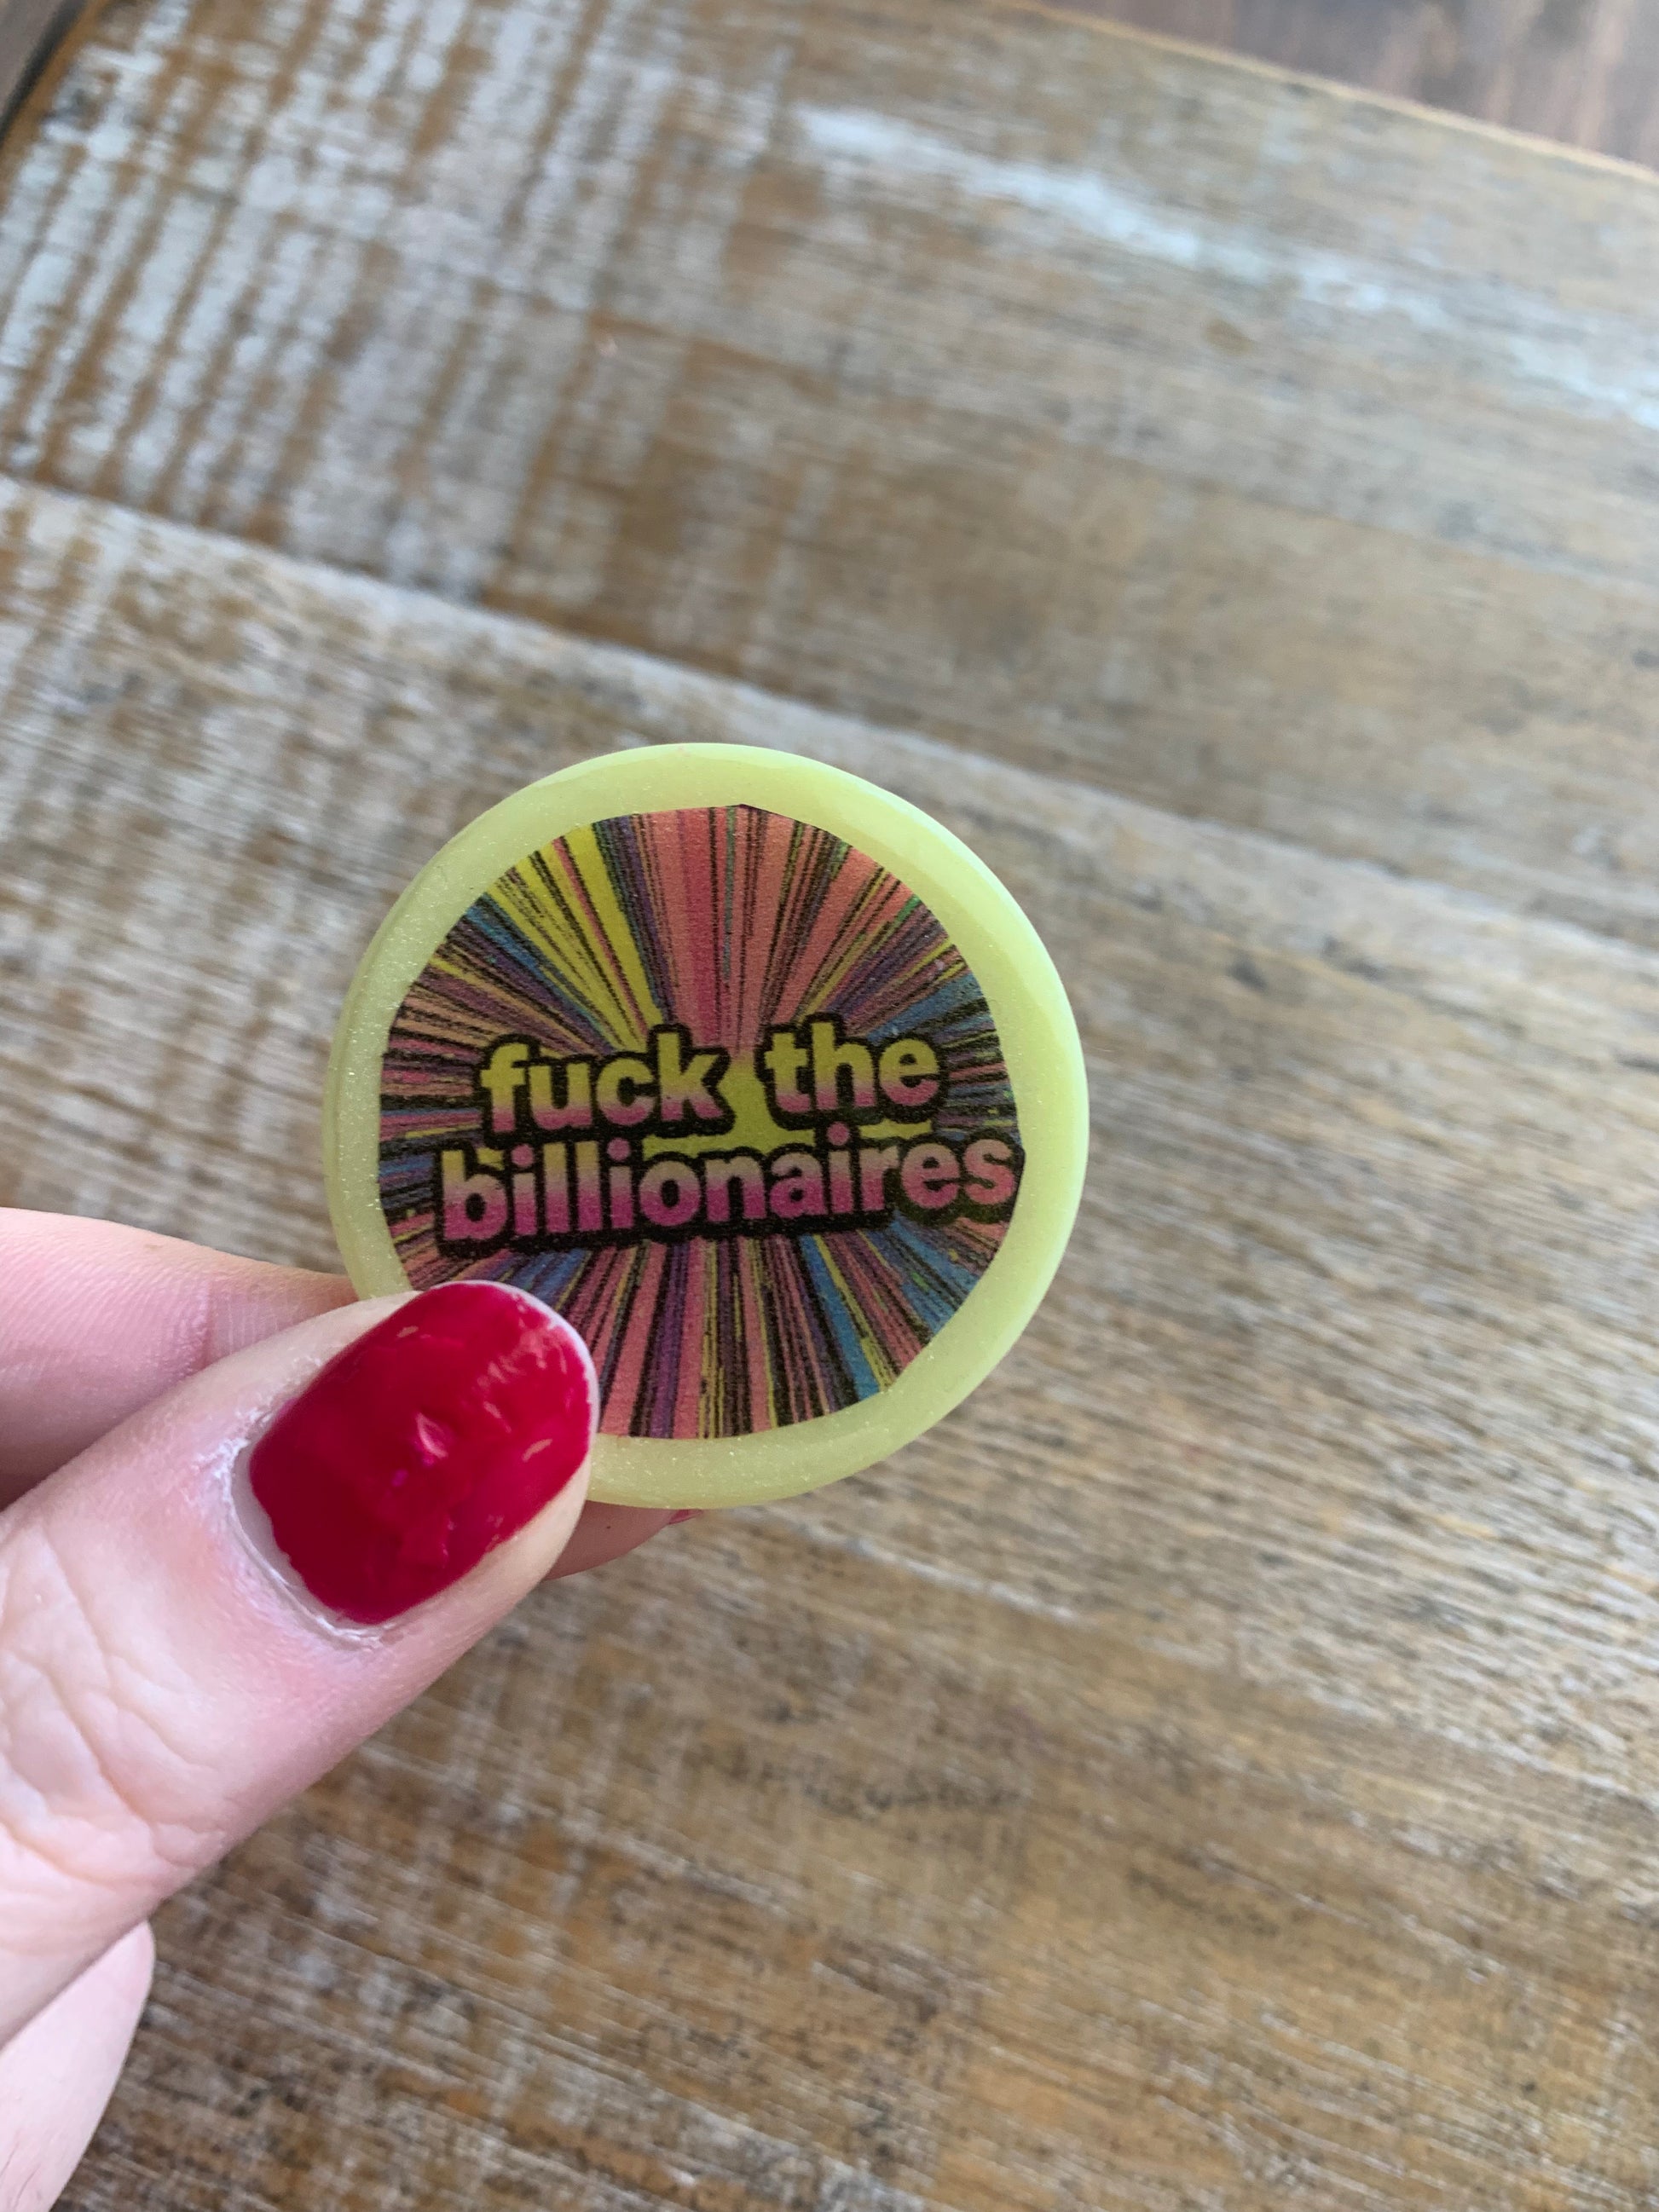 fuck the
billionaires